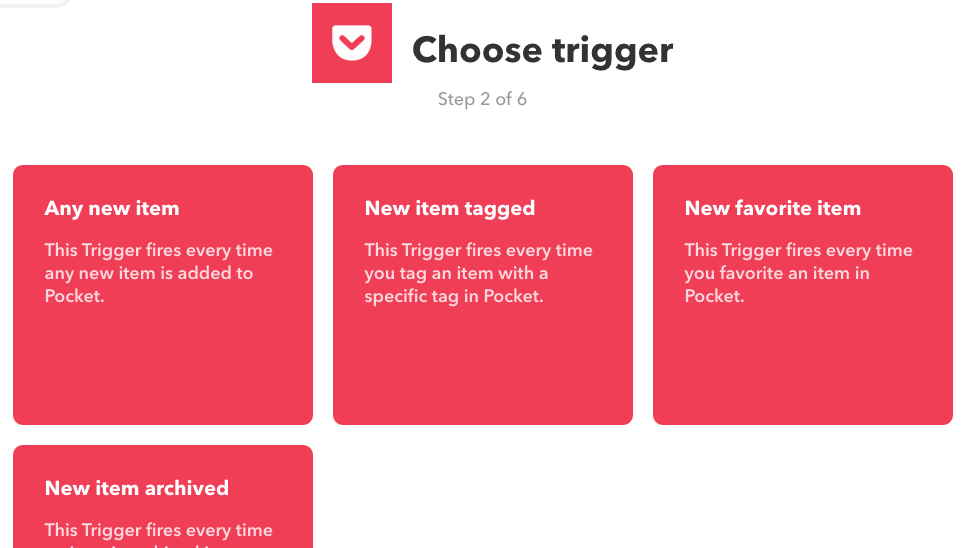 Choose trigger
Step 2 of 6
Any new item
This Trigger fires every time
any new item is added to
Pocket.
New item tagged
This Trigger fires every time
you tag an item with a
specific tag in Pocket.
New favorite item
This Trigger fires every time
you favorite an item in
Pocket.
New item archived
This Trigger fires every time